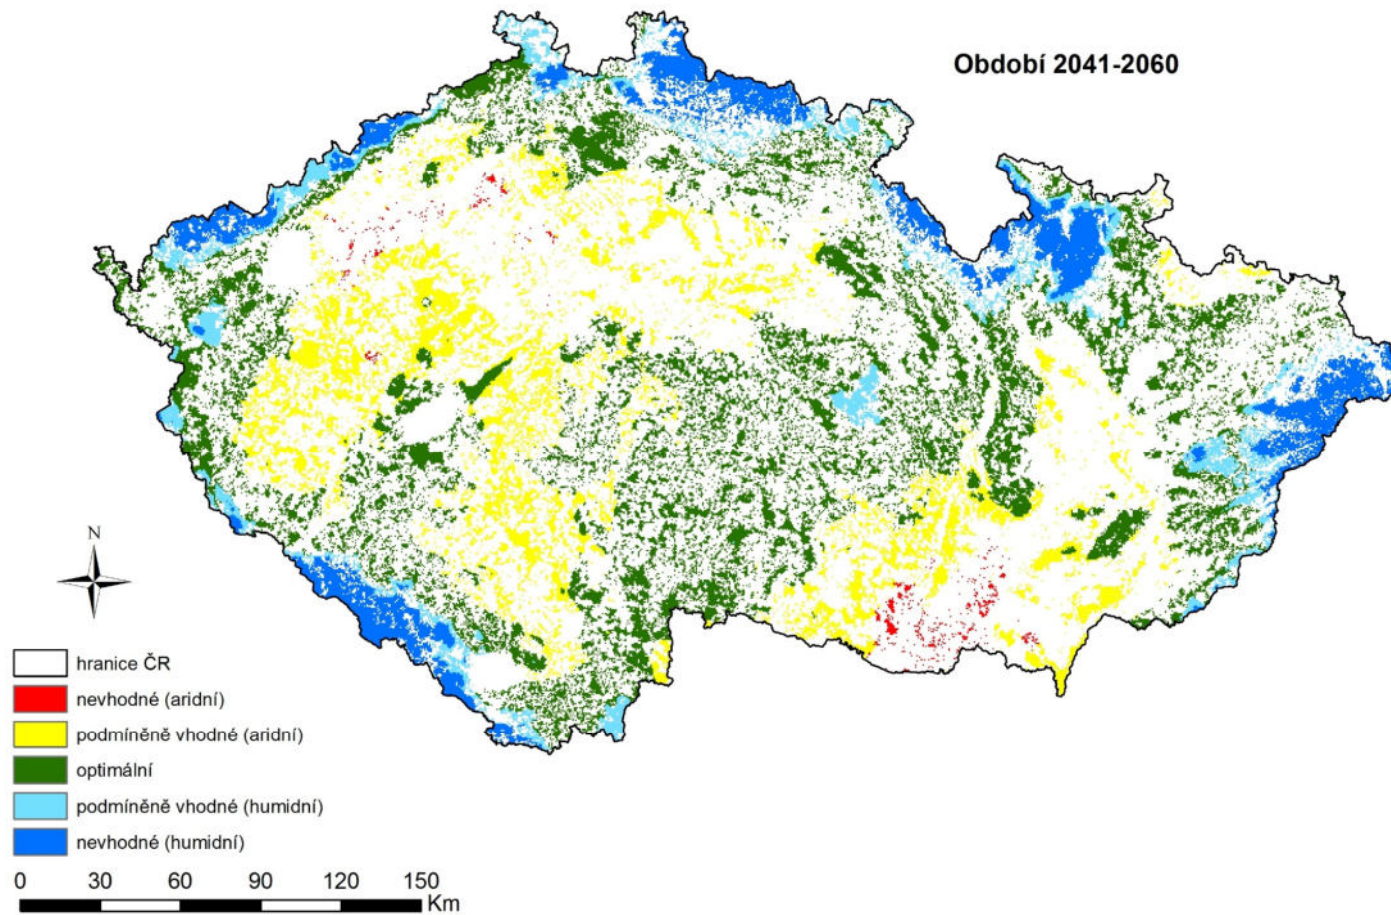 Období 2041-2060
N
hranice ČR
nevhodné (aridní)
podmíněně vhodné (aridní)
optimální
podmíněně vhodné (humidní)
nevhodné (humidní)
0 30 60 90 120 150
Km